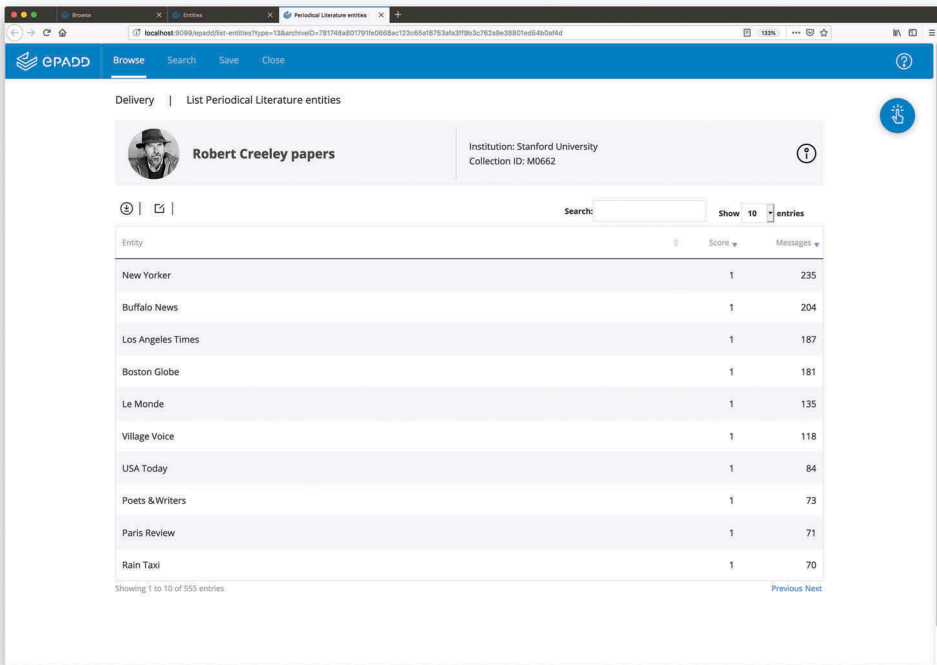 Browse × Entities × Periodical Literature entities × +
localhost:9099/epadd/list-entities?type=13&archiveID=
133%
ePADD Browse Search Save Close
Delivery | List Periodical Literature entities
Robert Creeley papers
Institution: Stanford University
Collection ID: M0662
Search: Show 10 entries
Entity Score Messages
New Yorker 1 235
Buffalo News 1 204
Los Angeles Times 1 187
Boston Globe 1 181
Le Monde 1 135
Village Voice 1 118
USA Today 1 84
Poets & Writers 1 73
Paris Review 1 71
Rain Taxi 1 70
Showing 1 to 10 of 555 entries Previous Next